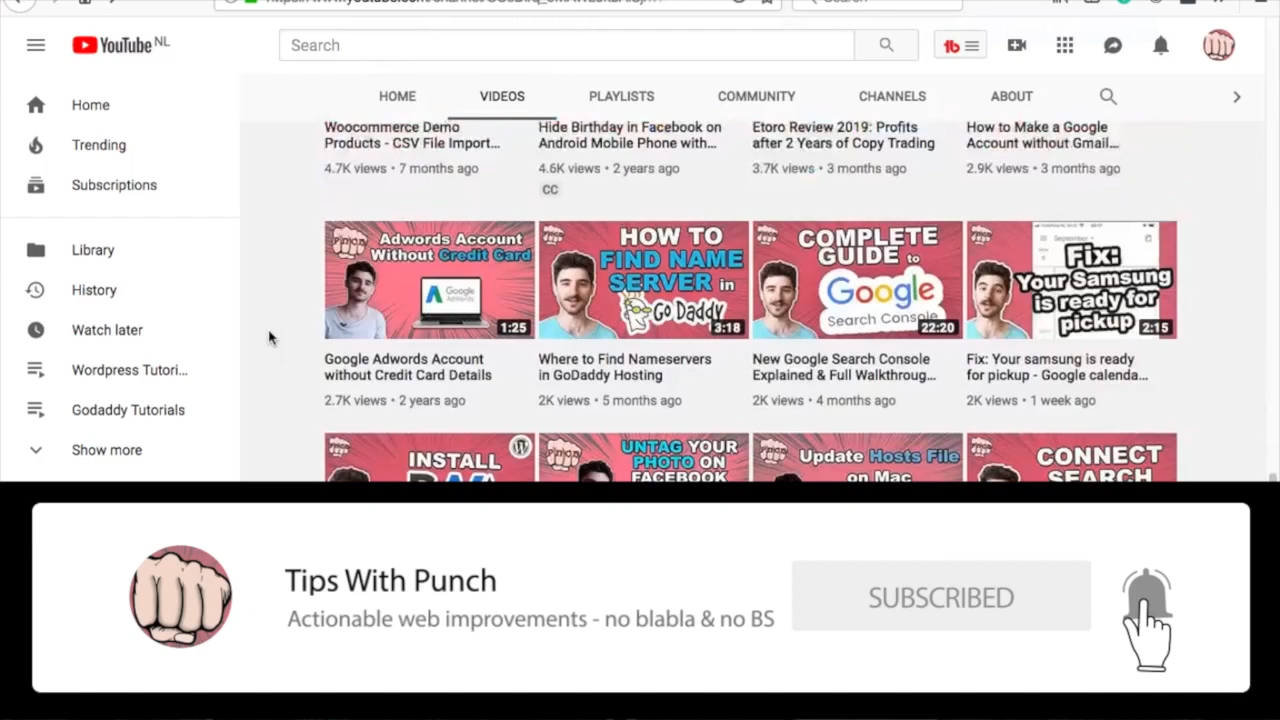 YouTube NL
Search
HOME
VIDEOS
PLAYLISTS
COMMUNITY
CHANNELS
ABOUT
Home
Trending
Subscriptions
Library
History
Watch later
Wordpress Tutori...
Godaddy Tutorials
Show more
Woocommerce Demo
Products - CSV File Import...
4.7K views • 7 months ago
Hide Birthday in Facebook on
Android Mobile Phone with...
4.6K views • 2 years ago
CC
Etoro Review 2019: Profits
after 2 Years of Copy Trading
3.7K views • 3 months ago
How to Make a Google
Account without Gmail...
2.9K views • 3 months ago
Adwords Account
Without Credit Card
Google
AdWords
1:25
Google Adwords Account
without Credit Card Details
2.7K views • 2 years ago
HOW TO
FIND NAME
SERVER in
GoDaddy
3:18
Where to Find Nameservers
in GoDaddy Hosting
2K views • 5 months ago
COMPLETE
GUIDE to
Google
Search Console
22:20
New Google Search Console
Explained & Full Walkthroug...
2K views • 4 months ago
September
Fix:
Your Samsung
is ready for
pickup
2:15
Fix: Your samsung is ready
for pickup - Google calenda...
2K views • 1 week ago
INSTALL
UNTAG YOUR
PHOTO ON
FACEBOOK
Update Hosts File
on Mac
CONNECT
SEARCH
Tips With Punch
Actionable web improvements - no blabla & no BS
SUBSCRIBED